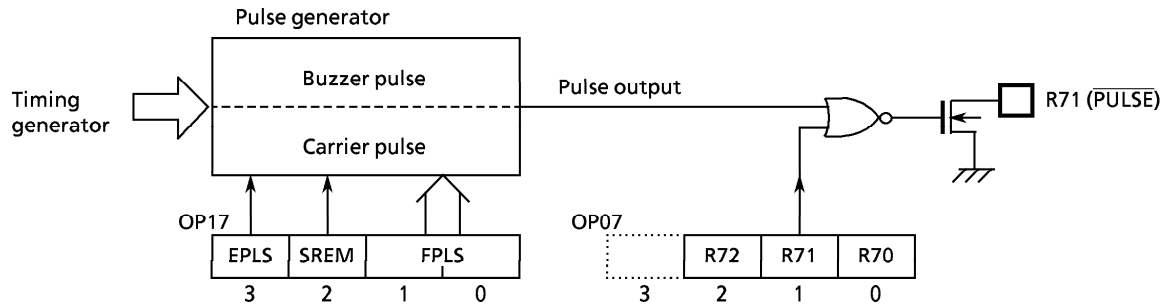 Pulse generator
Buzzer pulse
Timing
generator
Pulse output
R71 (PULSE)
Carrier pulse
OP17
OP07
EPLS SREM FPLS
R72 R71 R70
3 2 1 0
3 2 1 0